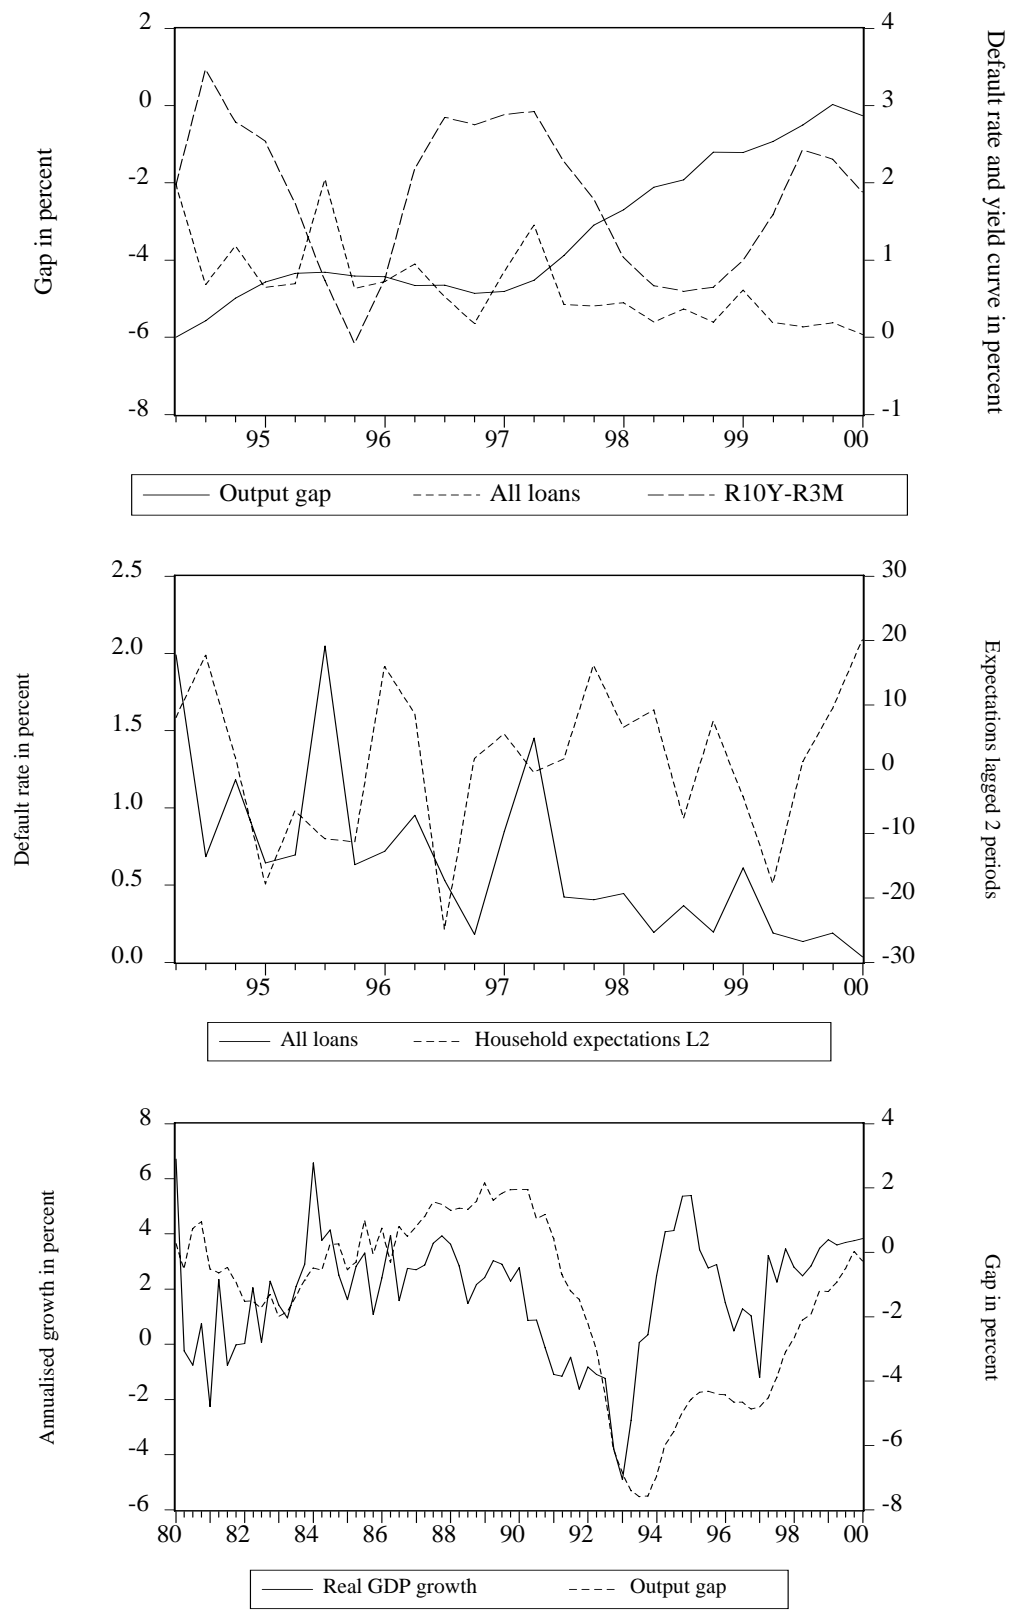 2 4
0 3
-2 2
-4 1
-6 0
-8 -1
Gap in percent
Default rate and yield curve in percent
95 96 97 98 99 00
Output gap All loans R10Y-R3M
2.5 30
2.0 20
1.5 10
0
1.0 -10
0.5 -20
0.0 -30
Default rate in percent
Expectations lagged 2 periods
95 96 97 98 99 00
All loans Household expectations L2
8 4
6 2
4 0
2 -2
0 -4
-2 -6
-4
-6 -8
Annualised growth in percent
Gap in percent
80 82 84 86 88 90 92 94 96 98 00
Real GDP growth Output gap